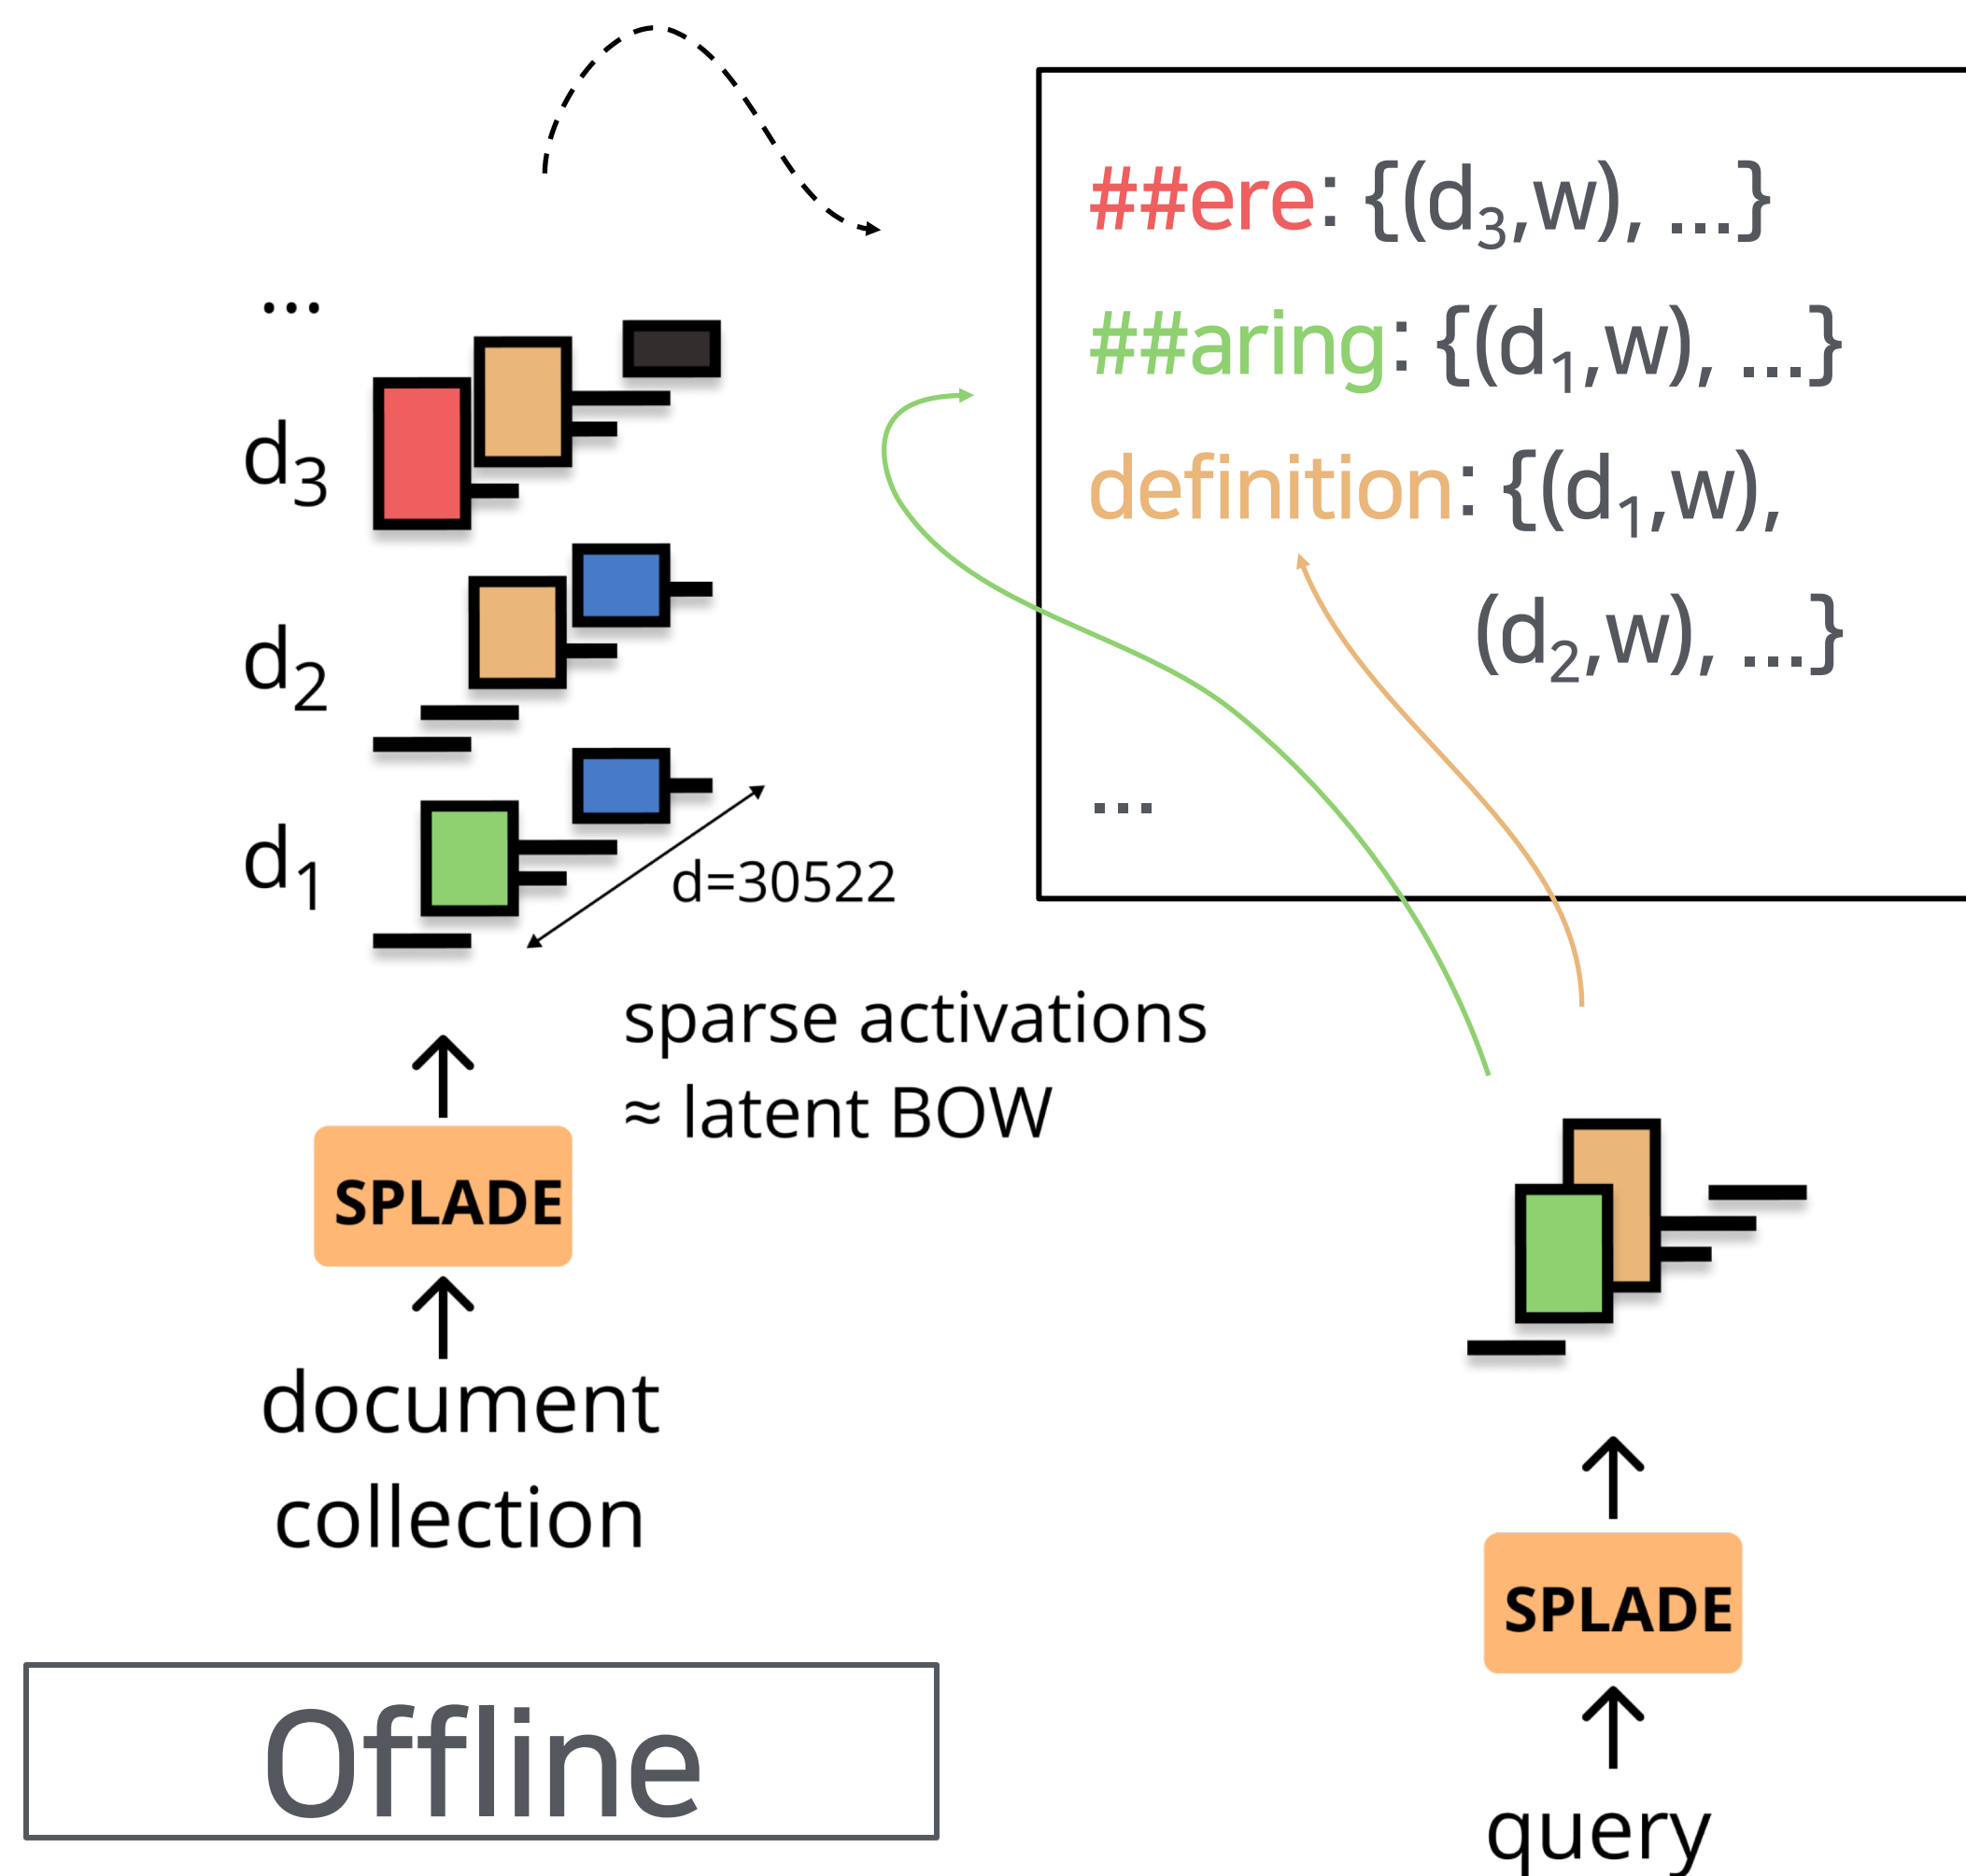 ##ere: {(d3,w), ...}
##aring: {(d1,w), ...}
definition: {(d1,w),
(d2,w), ...}
...
...
d3
d2
d1
d=30522
sparse activations
≈ latent BOW
SPLADE
document
collection
Offline
SPLADE
query